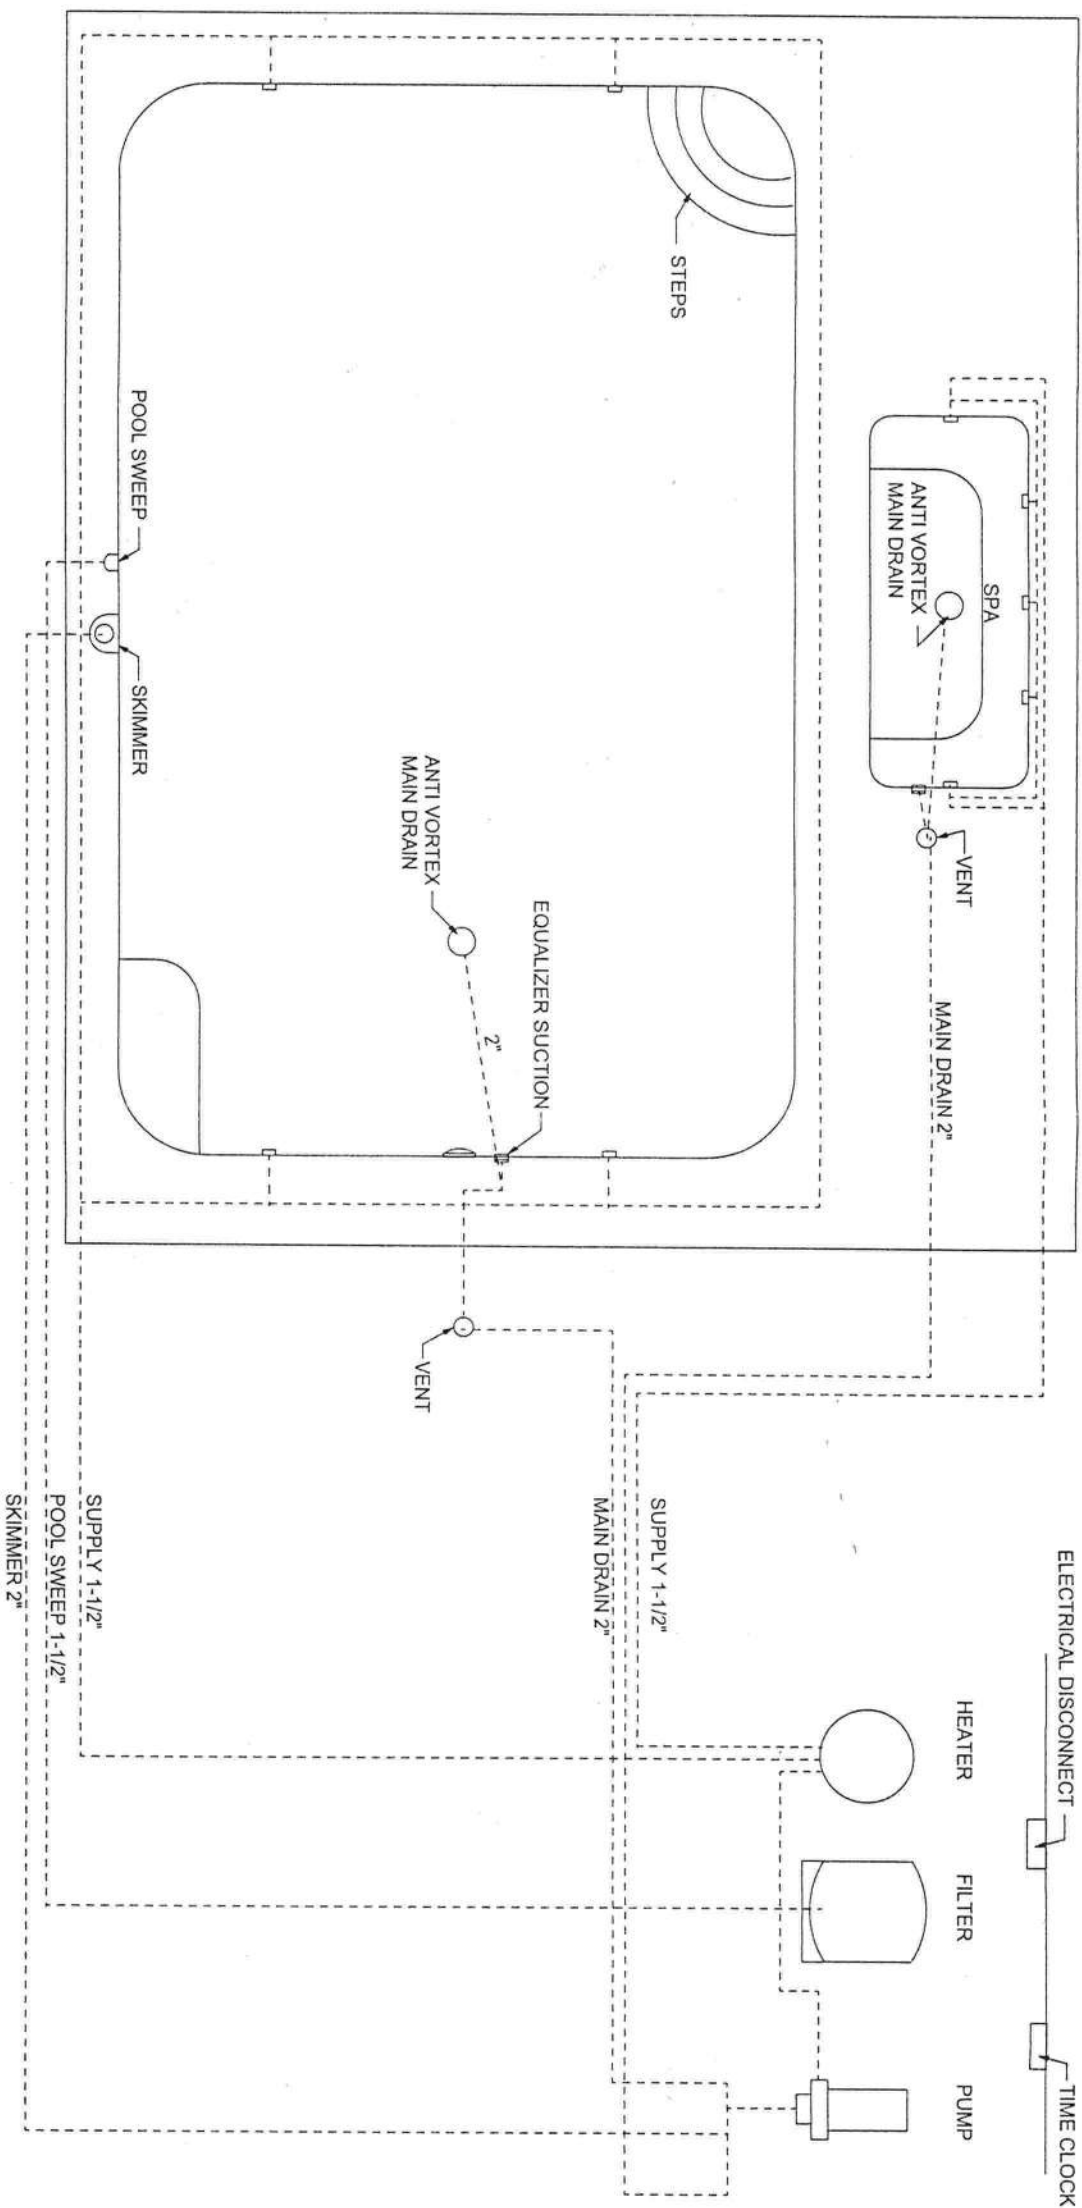 ELECTRICAL DISCONNECT
TIME CLOCK
HEATER
FILTER
PUMP
SPA
ANTI VORTEX
MAIN DRAIN
VENT
MAIN DRAIN 2"
STEPS
SUPPLY 1-1/2"
MAIN DRAIN 2"
EQUALIZER SUCTION
2"
ANTI VORTEX
MAIN DRAIN
VENT
POOL SWEEP
SKIMMER
SUPPLY 1-1/2"
POOL SWEEP 1-1/2"
SKIMMER 2"